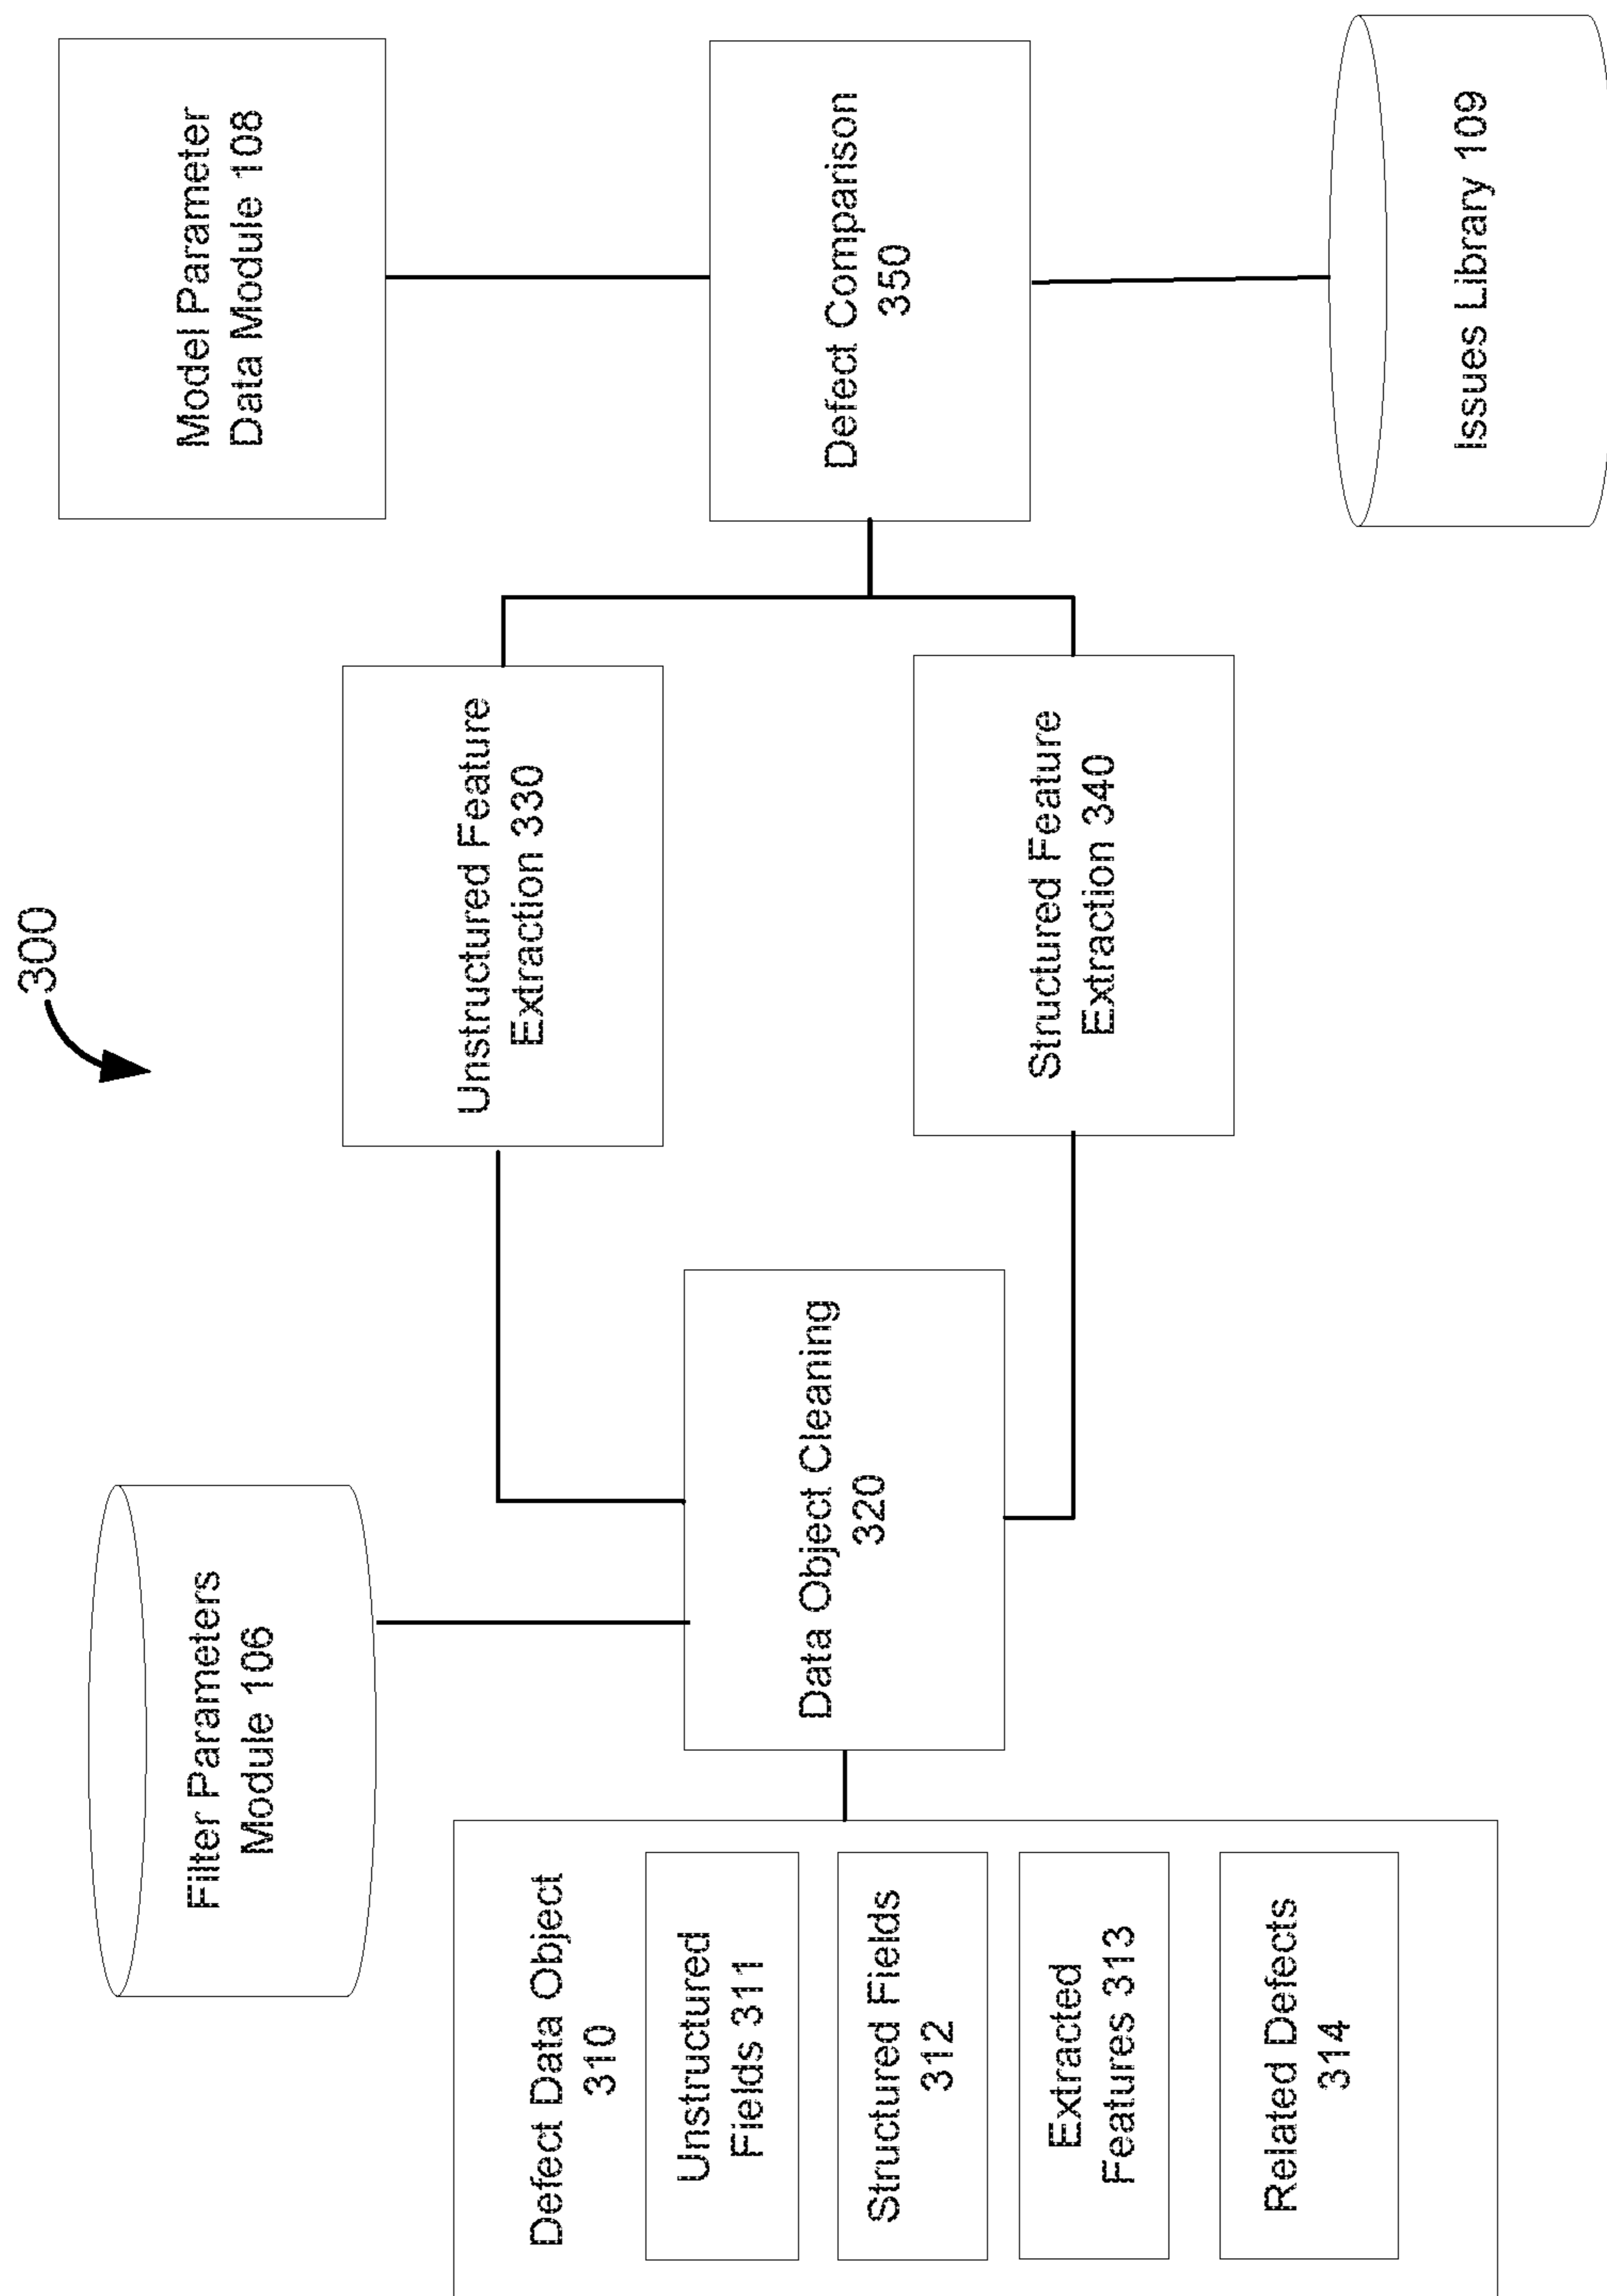 300
Filter Parameters
Module 106
Model Parameter
Data Module 108
Defect Data Object
310
Unstructured
Fields 311
Structured Fields
312
Extracted
Features 313
Related Defects
314
Data Object Cleaning
320
Unstructured Feature
Extraction 330
Structured Feature
Extraction 340
Defect Comparison
350
Issues Library 109